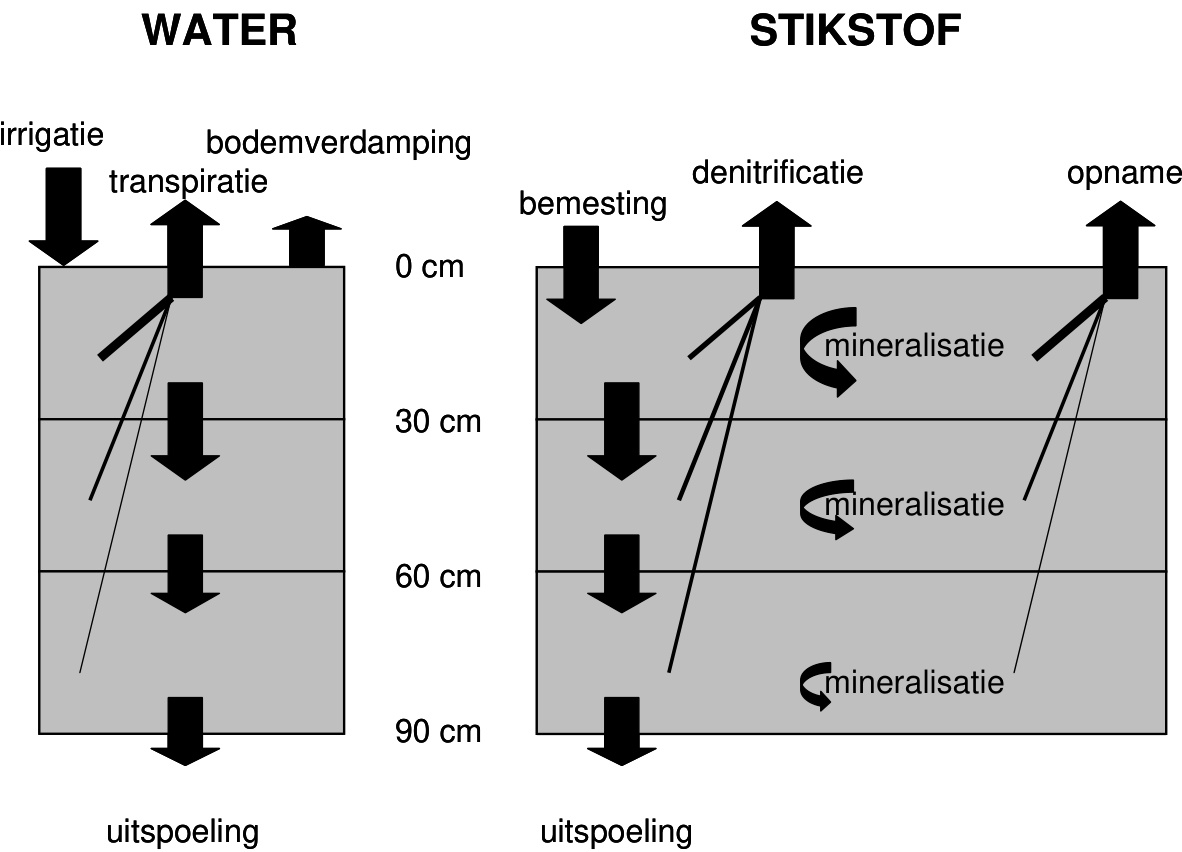 WATER
STIKSTOF
irrigatie
transpiratie
bodemverdamping
bemesting
denitrificatie
opname
0 cm
30 cm
60 cm
90 cm
mineralisatie
mineralisatie
mineralisatie
uitspoeling
uitspoeling